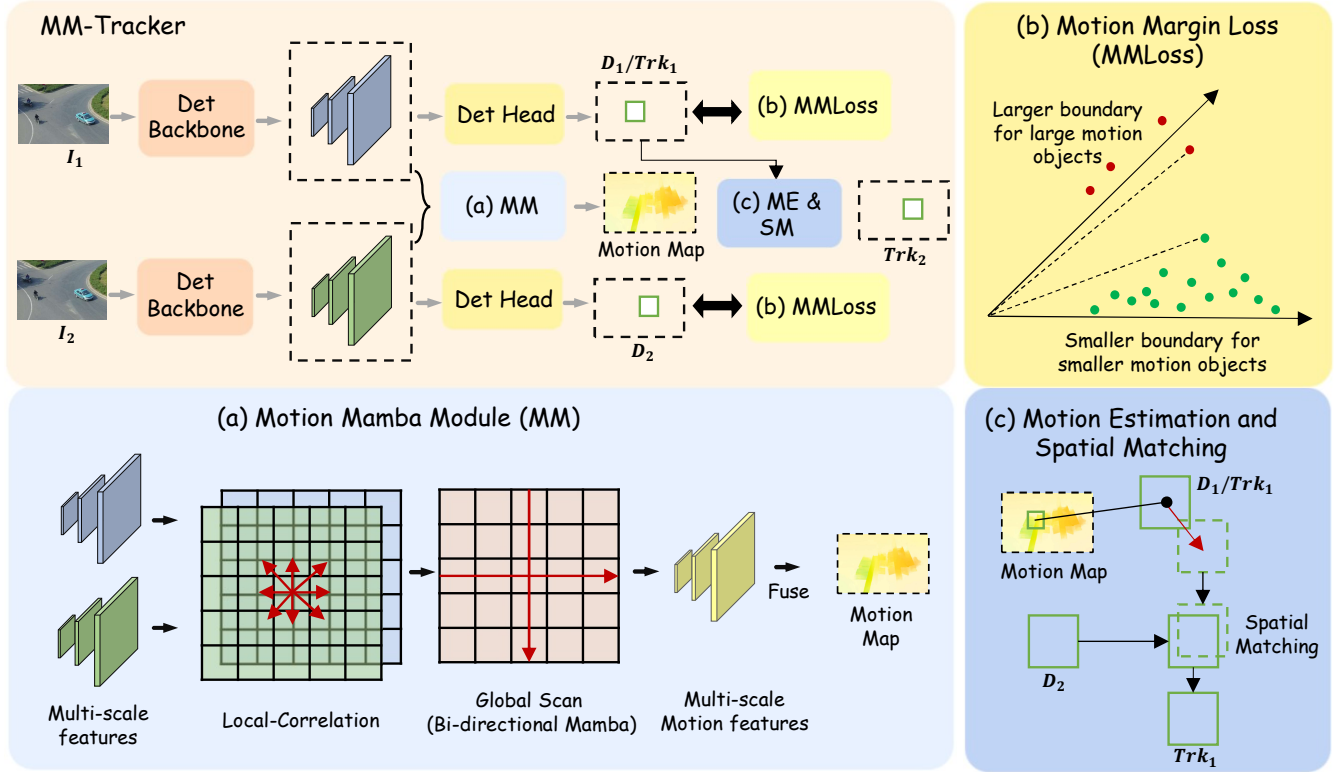 MM-Tracker
I₁
Det
Backbone
Det Head
D₁/Trk₁
(b) MMLoss
(a) MM
Motion Map
(c) ME &
SM
Trk₂
I₂
Det
Backbone
Det Head
D₂
(b) MMLoss
(b) Motion Margin Loss
(MMLoss)
Larger boundary
for large motion
objects
Smaller boundary for
smaller motion objects
(a) Motion Mamba Module (MM)
Multi-scale
features
Local-Correlation
Global Scan
(Bi-directional Mamba)
Multi-scale
Motion features
Fuse
Motion
Map
(c) Motion Estimation and
Spatial Matching
D₁/Trk₁
Motion Map
Spatial
Matching
D₂
Trk₁